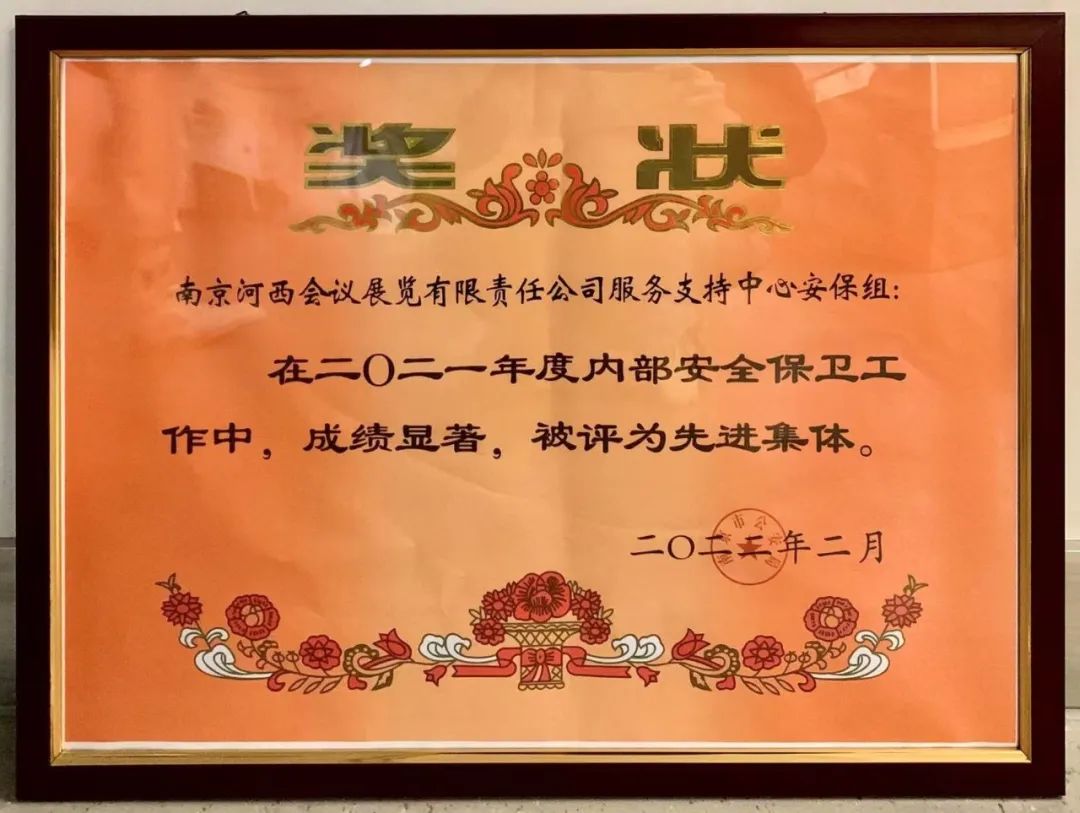 奖状
南京河西会议展览有限责任公司服务支持中心安保组：
在二〇二一年度内部安全保卫工
作中，成绩显著，被评为先进集体。
二〇二二年二月